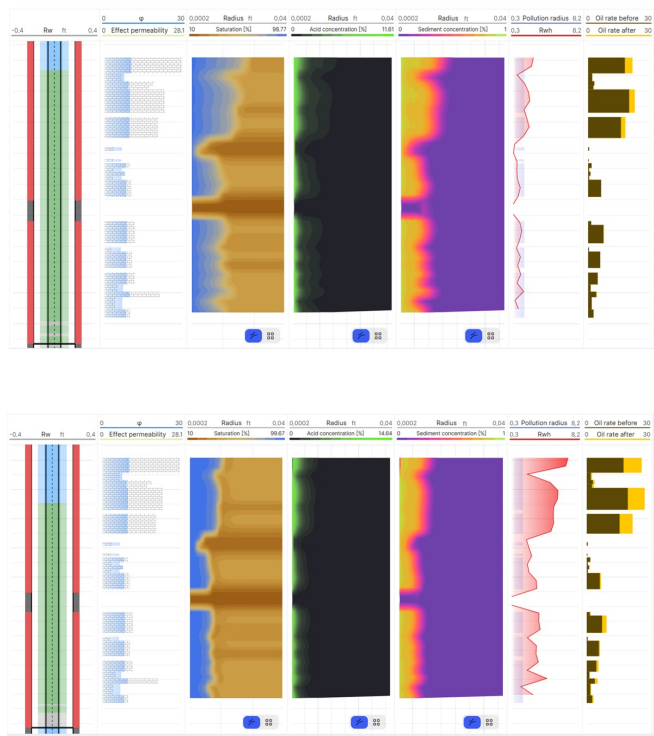 φ
0 30 0,0002 Radius ft 0,04 0,0002 Radius ft 0,04 0,0002 Radius ft 0,04 0,3 Pollution radius 8,2 0 Oil rate before 30
-0,4 Rw ft 0,4 0 Effect permeability 28.1 10 Saturation [%] 98.77 0 Acid concentration [%] 11.61 0 Sediment concentration [%] 1 0.3 Rwh 8,2 0 Oil rate after 30
φ
0 30 0,0002 Radius ft 0,04 0,0002 Radius ft 0,04 0,0002 Radius ft 0,04 0,3 Pollution radius 8,2 0 Oil rate before 30
-0,4 Rw ft 0,4 0 Effect permeability 28.1 10 Saturation [%] 99.67 0 Acid concentration [%] 14.64 0 Sediment concentration [%] 1 0.3 Rwh 8,2 0 Oil rate after 30